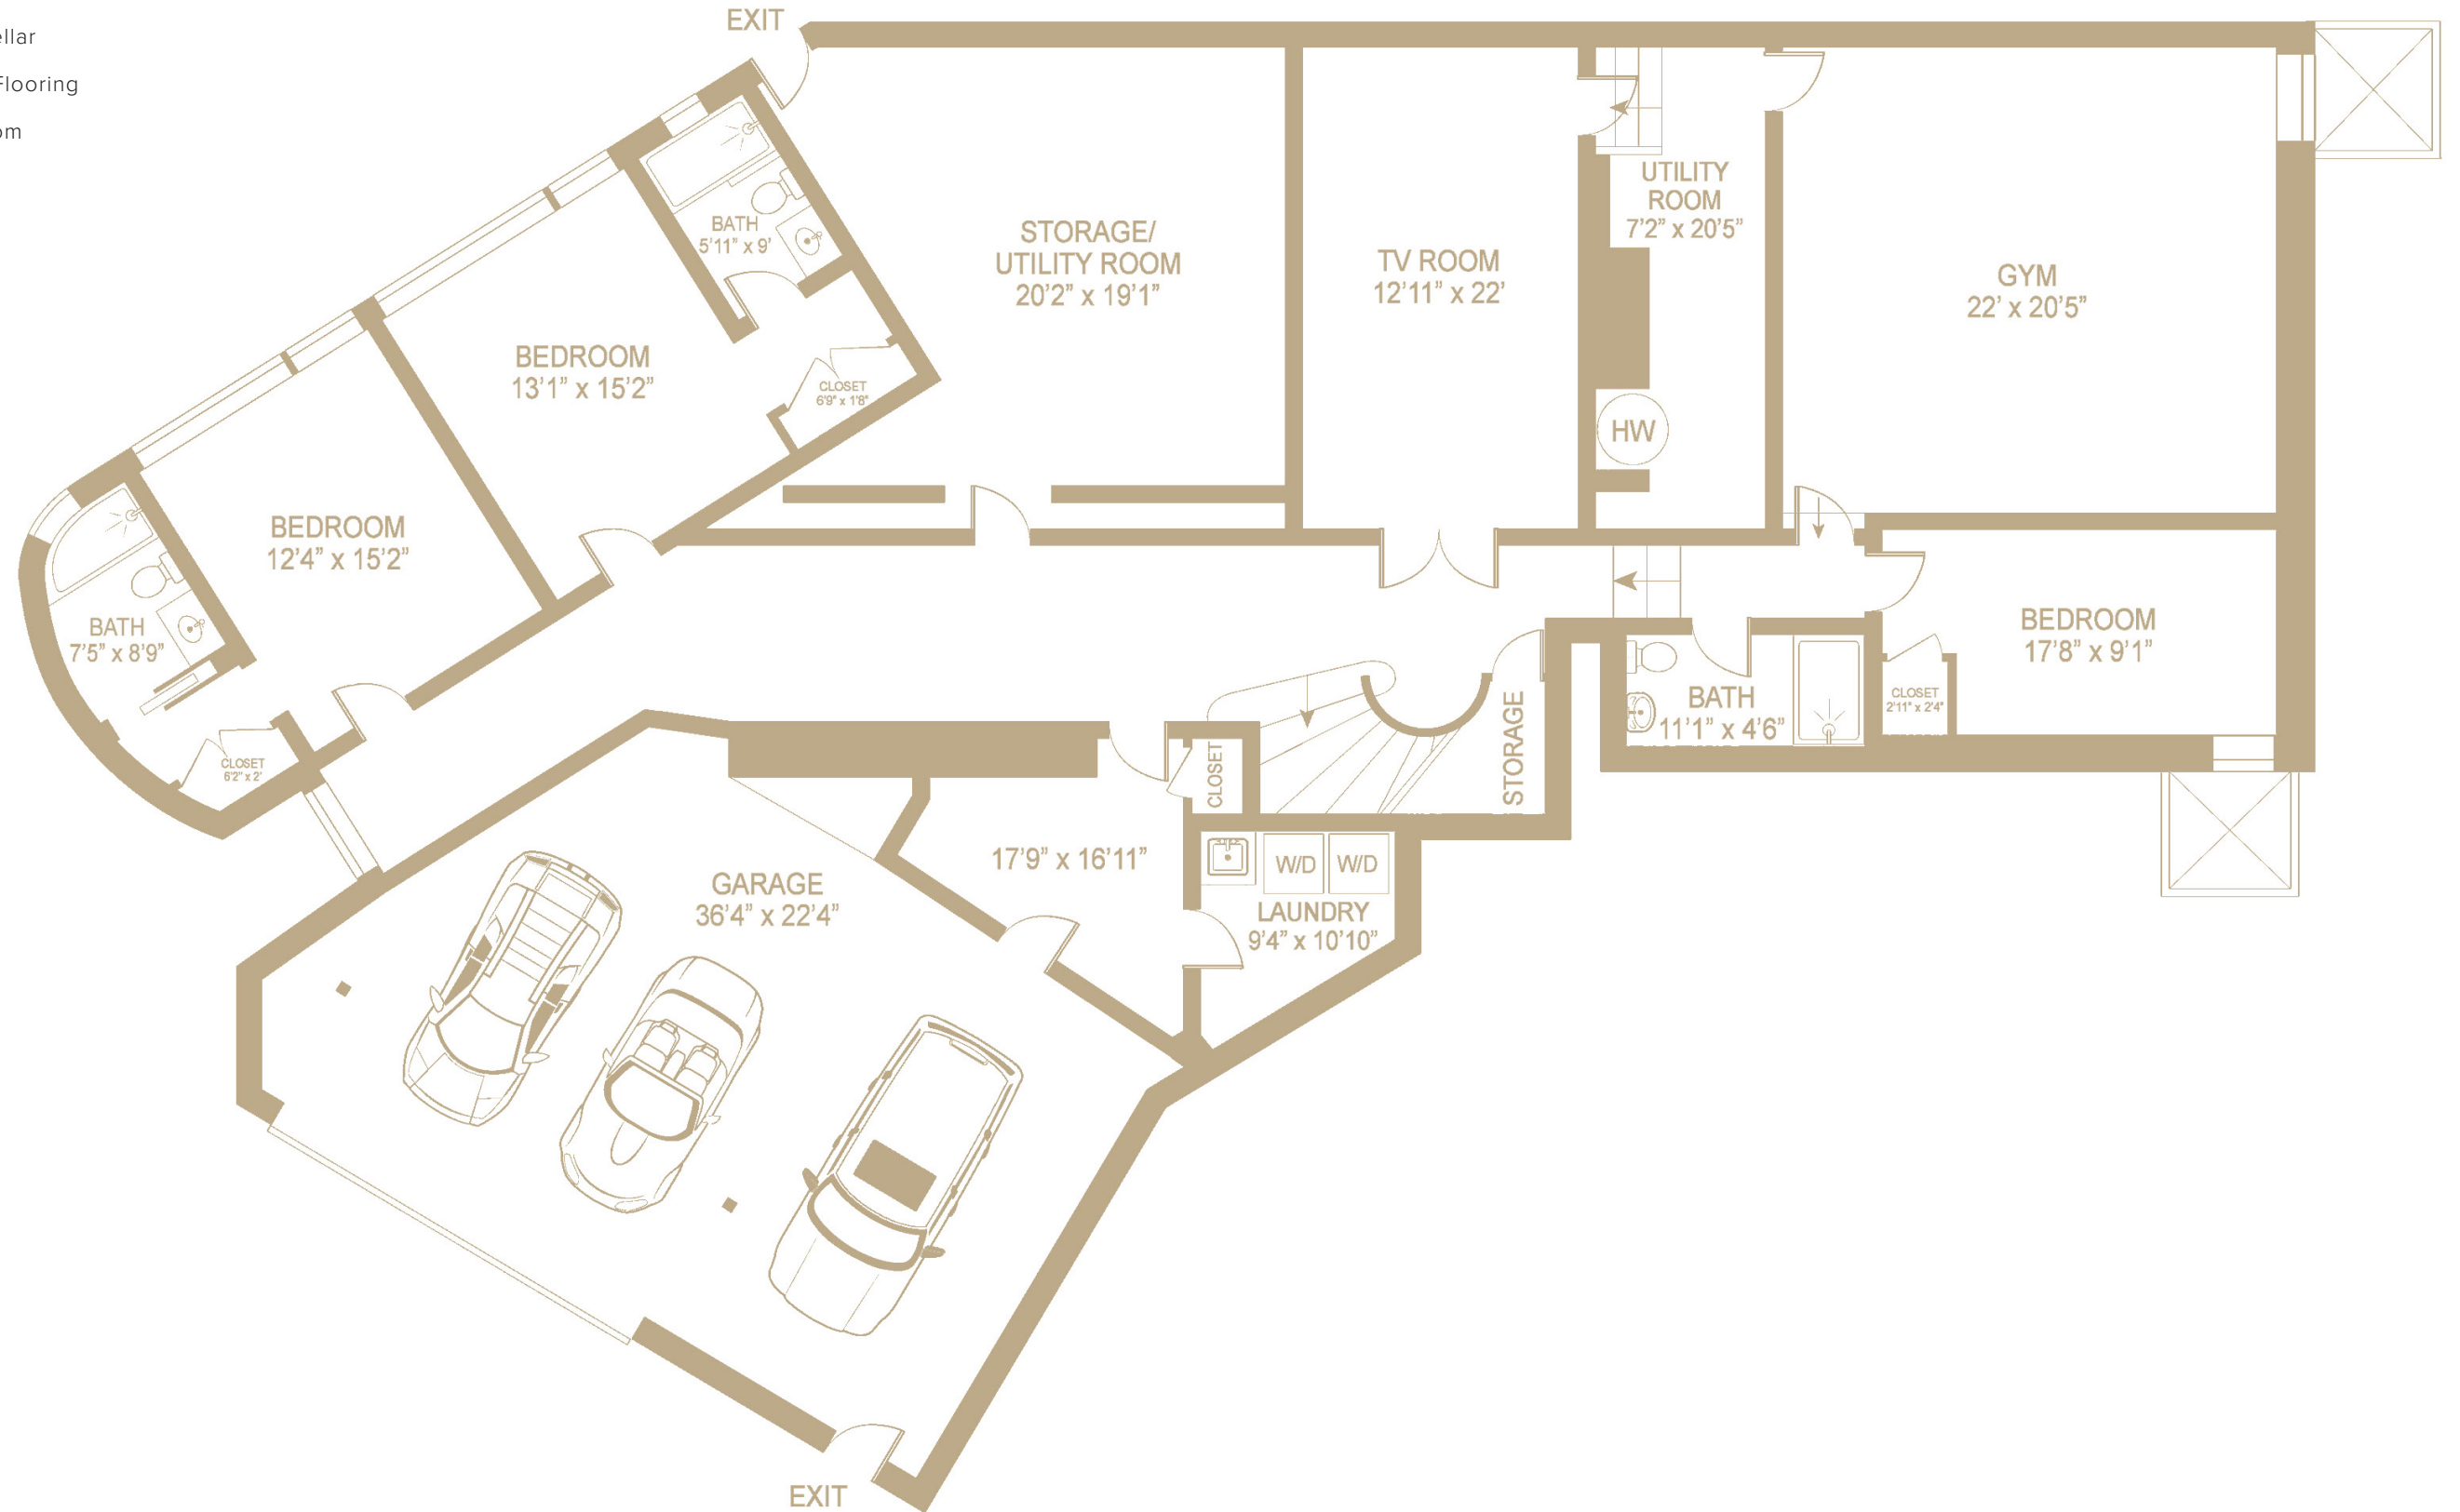 ellar
Flooring
om
EXIT
BATH
5'11" x 9'
STORAGE/
UTILITY ROOM
20'2" x 19'1"
TV ROOM
12'11" x 22'
UTILITY
ROOM
7'2" x 20'5"
GYM
22' x 20'5"
BEDROOM
13'1" x 15'2"
CLOSET
6'9" x 1'8"
HW
BEDROOM
12'4" x 15'2"
BATH
7'5" x 8'9"
CLOSET
6'2" x 2'
BEDROOM
17'8" x 9'1"
BATH
11'1" x 4'6"
CLOSET
2'11" x 2'4"
STORAGE
CLOSET
17'9" x 16'11"
W/D
W/D
LAUNDRY
9'4" x 10'10"
GARAGE
36'4" x 22'4"
EXIT